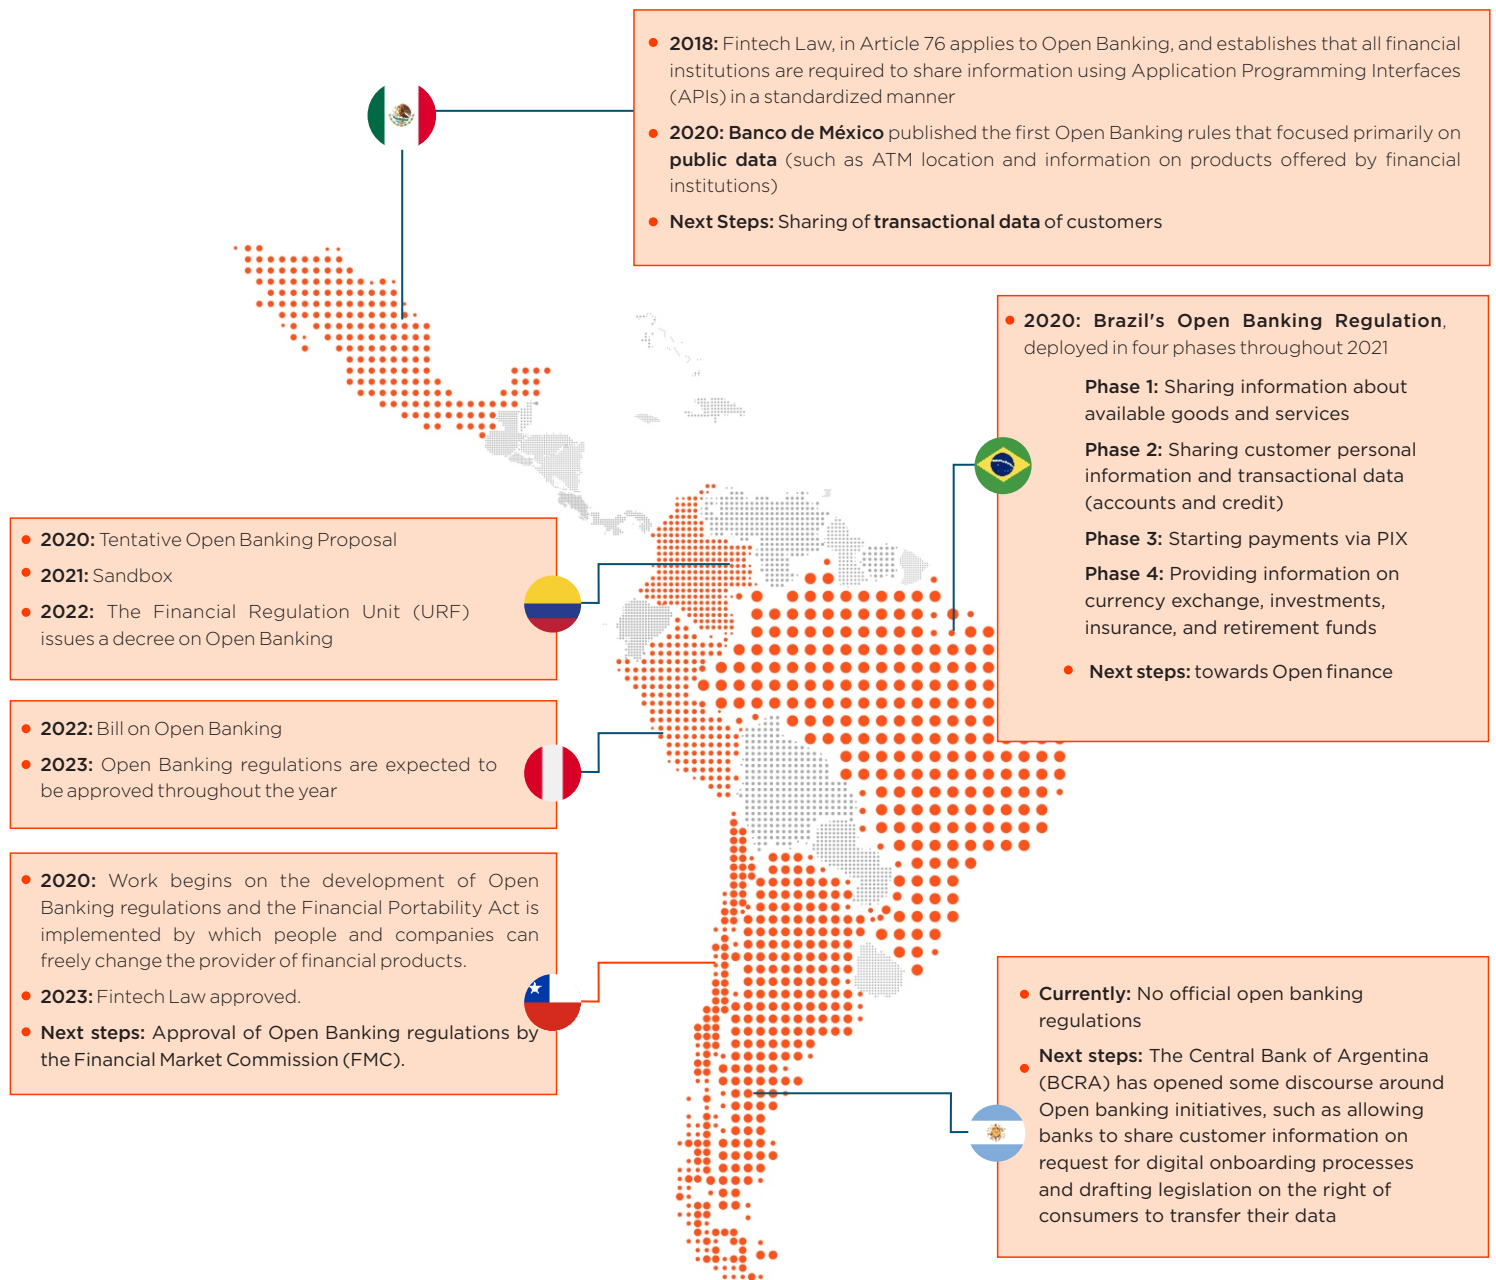 2018: Fintech Law, in Article 76 applies to Open Banking, and establishes that all financial
institutions are required to share information using Application Programming Interfaces
(APIs) in a standardized manner
2020: Banco de México published the first Open Banking rules that focused primarily on
public data (such as ATM location and information on products offered by financial
institutions)
Next Steps: Sharing of transactional data of customers
2020: Brazil's Open Banking Regulation,
deployed in four phases throughout 2021
Phase 1: Sharing information about
available goods and services
Phase 2: Sharing customer personal
information and transactional data
(accounts and credit)
Phase 3: Starting payments via PIX
Phase 4: Providing information on
currency exchange, investments,
insurance, and retirement funds
Next steps: towards Open finance
2020: Tentative Open Banking Proposal
2021: Sandbox
2022: The Financial Regulation Unit (URF)
issues a decree on Open Banking
2022: Bill on Open Banking
2023: Open Banking regulations are expected to
be approved throughout the year
2020: Work begins on the development of Open
Banking regulations and the Financial Portability Act is
implemented by which people and companies can
freely change the provider of financial products.
2023: Fintech Law approved.
Next steps: Approval of Open Banking regulations by
the Financial Market Commission (FMC).
Currently: No official open banking
regulations
Next steps: The Central Bank of Argentina
(BCRA) has opened some discourse around
Open banking initiatives, such as allowing
banks to share customer information on
request for digital onboarding processes
and drafting legislation on the right of
consumers to transfer their data